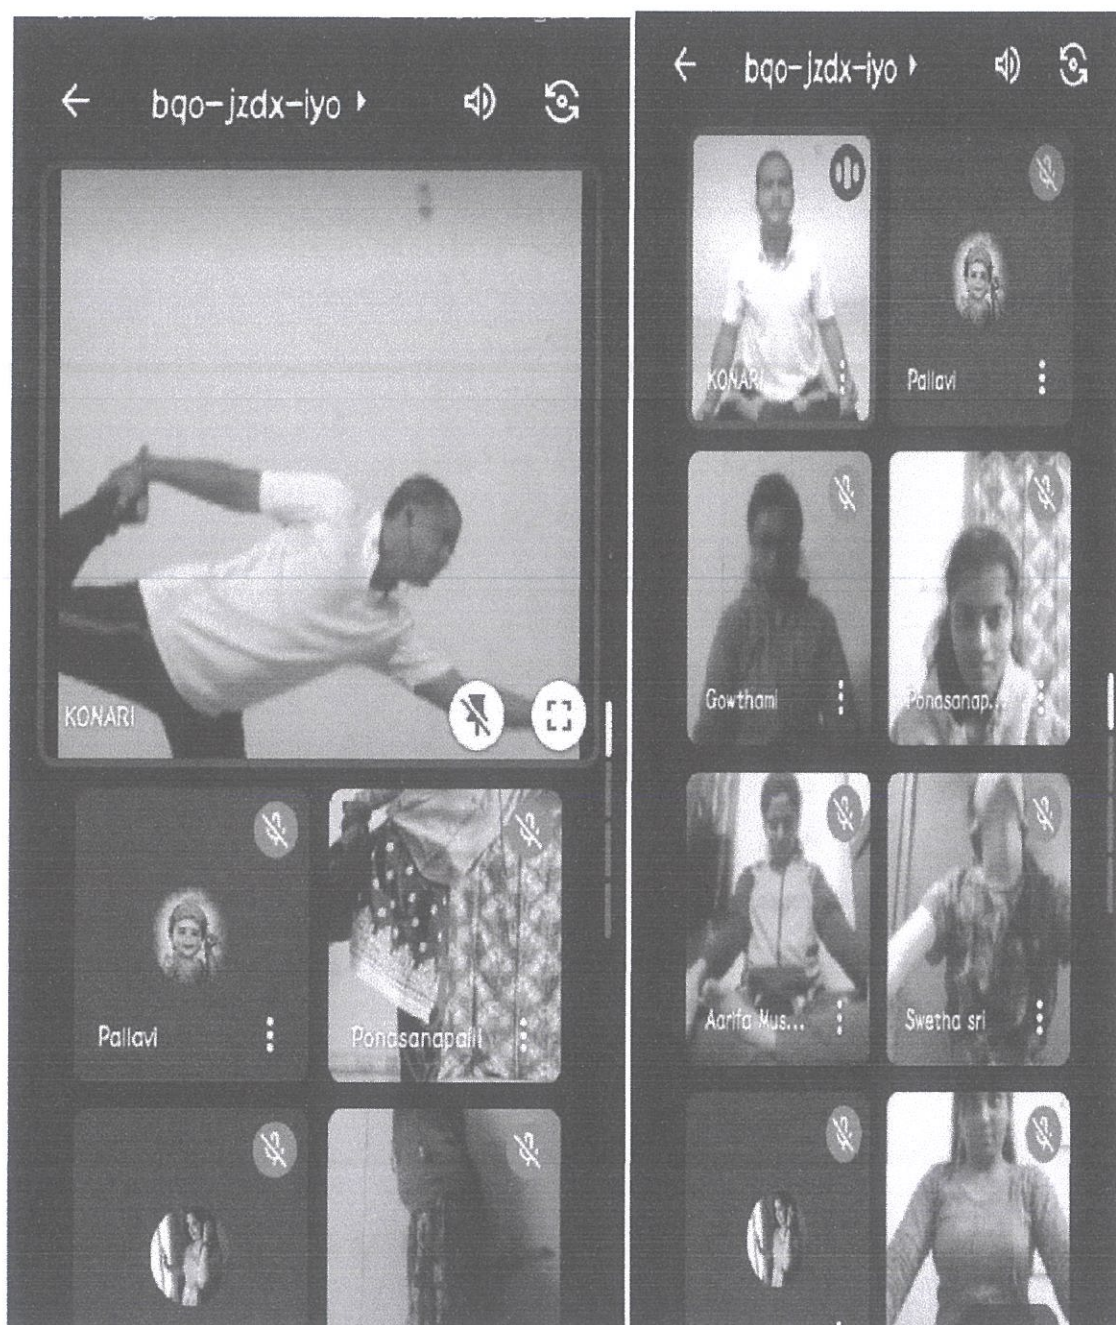 bqo-jzdx-iyo
KONARI
Pallavi
Ponasanapalli
bqo-jzdx-iyo
KONARI
Pallavi
Gowthami
Ponasanap...
Aarifa Mus...
Swetha sri